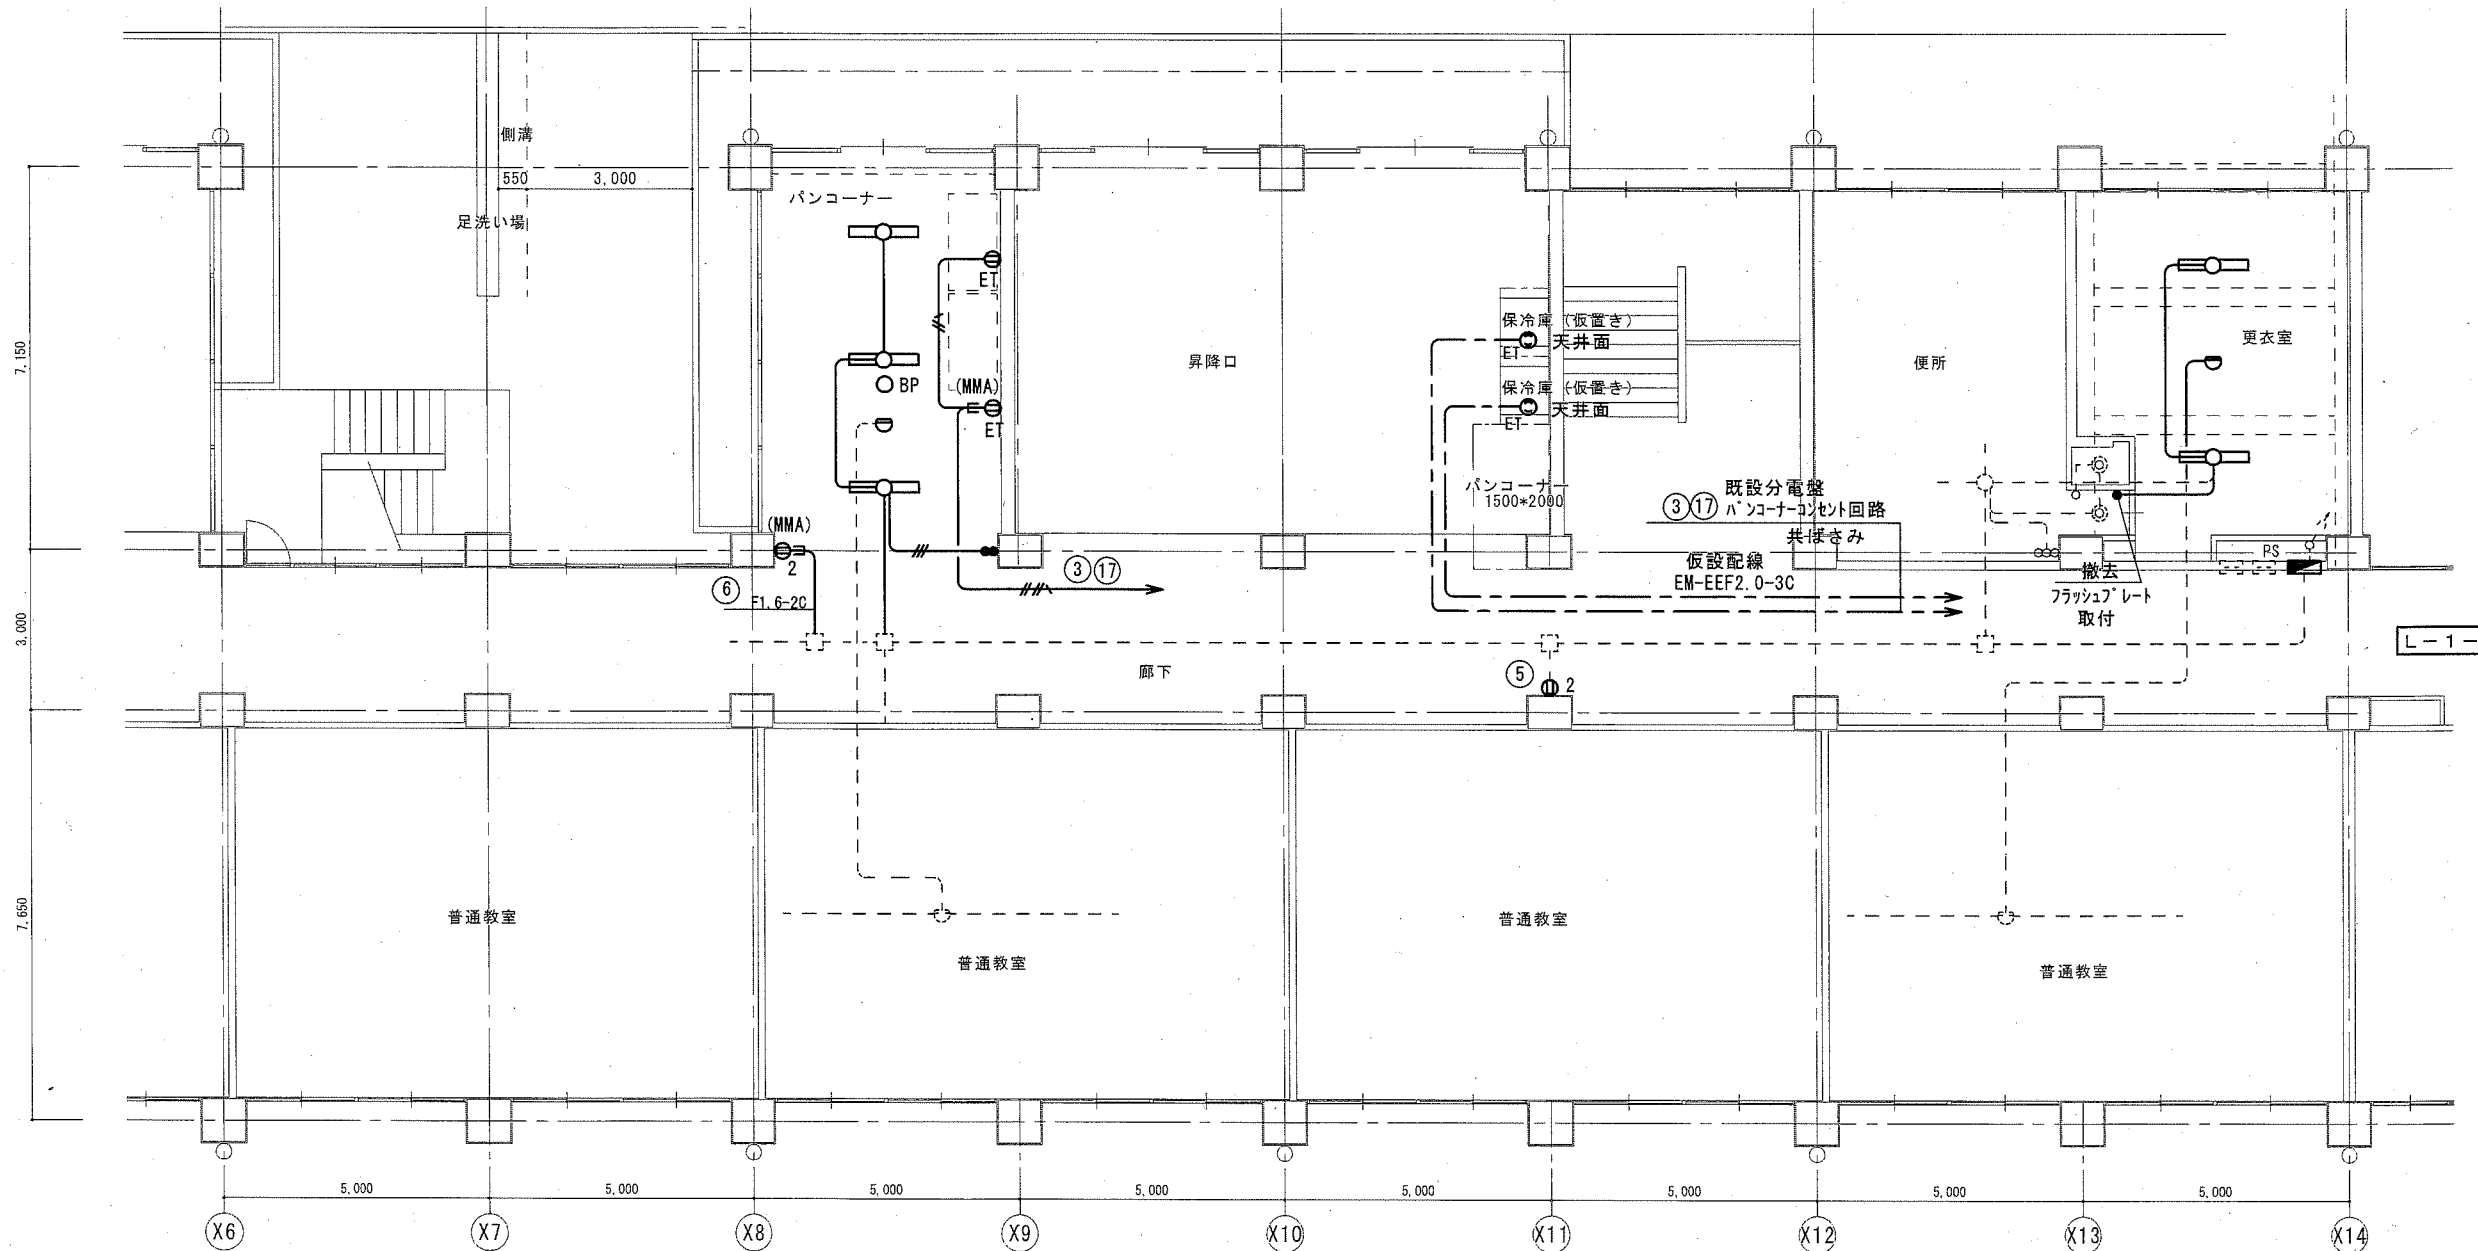 側溝
550
3,000
足洗い場
パンコーナー
ET
BP
(MMA)
ET
昇降口
保冷庫(仮置き)
天井面
ET
保冷庫(仮置き)
天井面
ET
パンコーナー
1500*2000
便所
更衣室
③⑰
既設分電盤
パンコーナーコンセント回路
共ばさみ
仮設配線
EM-EEF2.0-3C
PS
撤去
フラッシュプレート
取付
(MMA)
2
⑥
F1.6-2C
③⑰
廊下
⑤
2
L-1-
7,150
3,000
7,650
普通教室
普通教室
普通教室
普通教室
5,000
5,000
5,000
5,000
5,000
5,000
5,000
5,000
X6
X7
X8
X9
X10
X11
X12
X13
X14